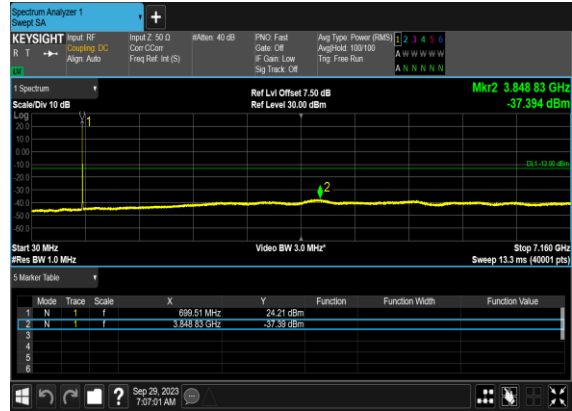 Spectrum Analyzer 1
Swept SA
+
KEYSIGHT Input: RF Input Z: 50 Ω #Atten: 40 dB PNO: Fast Avg Type: Power (RMS) 1 2 3 4 5 6
R T Coupling: DC Corr CCorr Gate: Off Avg|Hold: 100/100 A W W W W W
Align: Auto Freq Ref: Int (S) IF Gain: Low Trig: Free Run
Sig Track: Off A N N N N N
1 Spectrum Ref Lvl Offset 7.50 dB Mkr2 3.848 83 GHz
Scale/Div 10 dB Ref Level 30.00 dBm -37.394 dBm
Log
1
20.0
10.0
0.00
-10.0
DL1 -13.00 dBm
-20.0
-30.0
2
-40.0
-50.0
-60.0
Start 30 MHz Video BW 3.0 MHz* Stop 7.160 GHz
#Res BW 1.0 MHz Sweep 13.3 ms (40001 pts)
5 Marker Table
Mode Trace Scale X Y Function Function Width Function Value
1 N 1 f 699.51 MHz 24.21 dBm
2 N 1 f 3.848 83 GHz -37.39 dBm
3
4
5
6
? Sep 29, 2023
7:07:01 AM